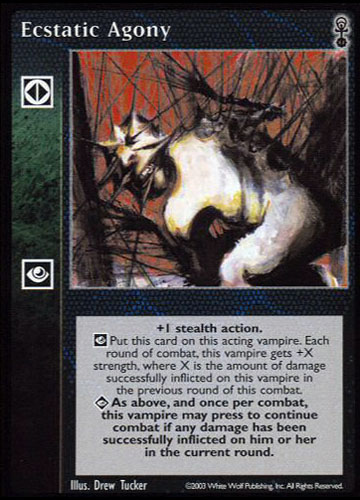 Ecstatic Agony
+1 stealth action.
Put this card on this acting vampire. Each
round of combat, this vampire gets +X
strength, where X is the amount of damage
successfully inflicted on this vampire in
the previous round of this combat.
As above, and once per combat,
this vampire may press to continue
combat if any damage has been
successfully inflicted on him or her
in the current round.
Illus. Drew Tucker
©2003 White Wolf Publishing, Inc. All Rights Reserved.